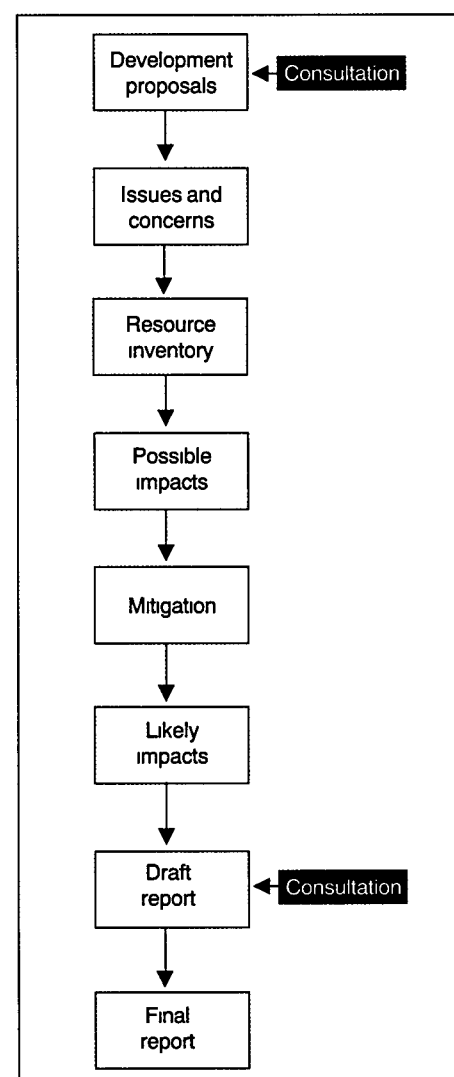 Development
proposals
Consultation
Issues and
concerns
Resource
inventory
Possible
impacts
Mitigation
Likely
impacts
Draft
report
Consultation
Final
report